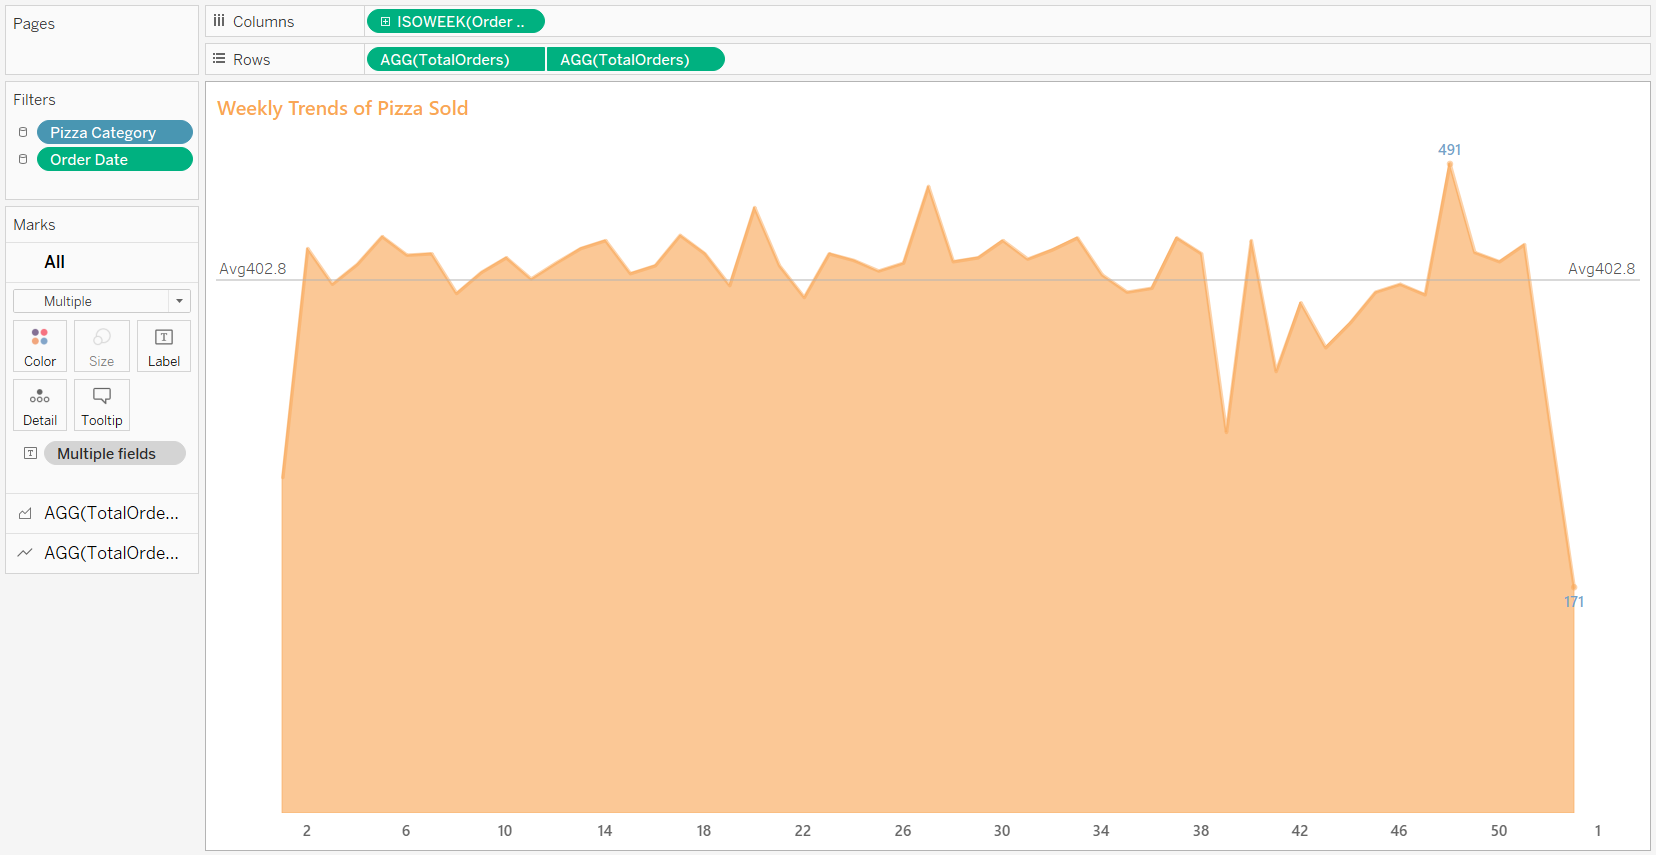 Pages
Columns
ISOWEEK(Order ..
Rows
AGG(TotalOrders)
AGG(TotalOrders)
Filters
Pizza Category
Order Date
Marks
All
Multiple
Color
Size
Label
Detail
Tooltip
Multiple fields
AGG(TotalOrde...
AGG(TotalOrde...
Weekly Trends of Pizza Sold
491
Avg402.8
Avg402.8
171
2 6 10 14 18 22 26 30 34 38 42 46 50 1